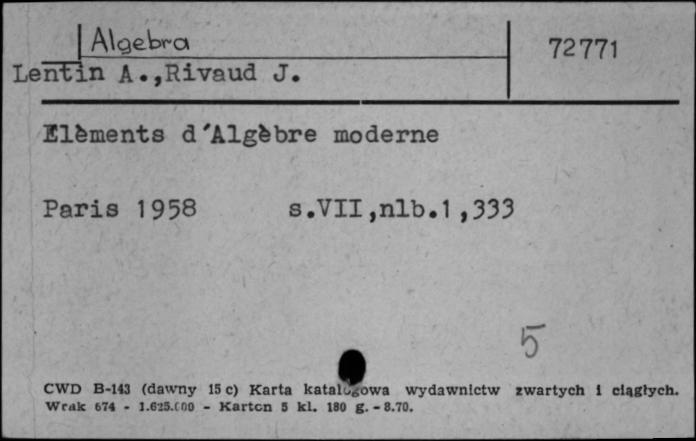 Algebra
72771
Lentin A.,Rivaud J.
Elèments d'Algèbre moderne
Paris 1958 s.VII,nlb.1,333
5
CWD B-143 (dawny 15 c) Karta katalogowa wydawnictw zwartych i ciągłych.
Wrak 674 - 1.625.000 - Karton 5 kl. 180 g. - 8.70.